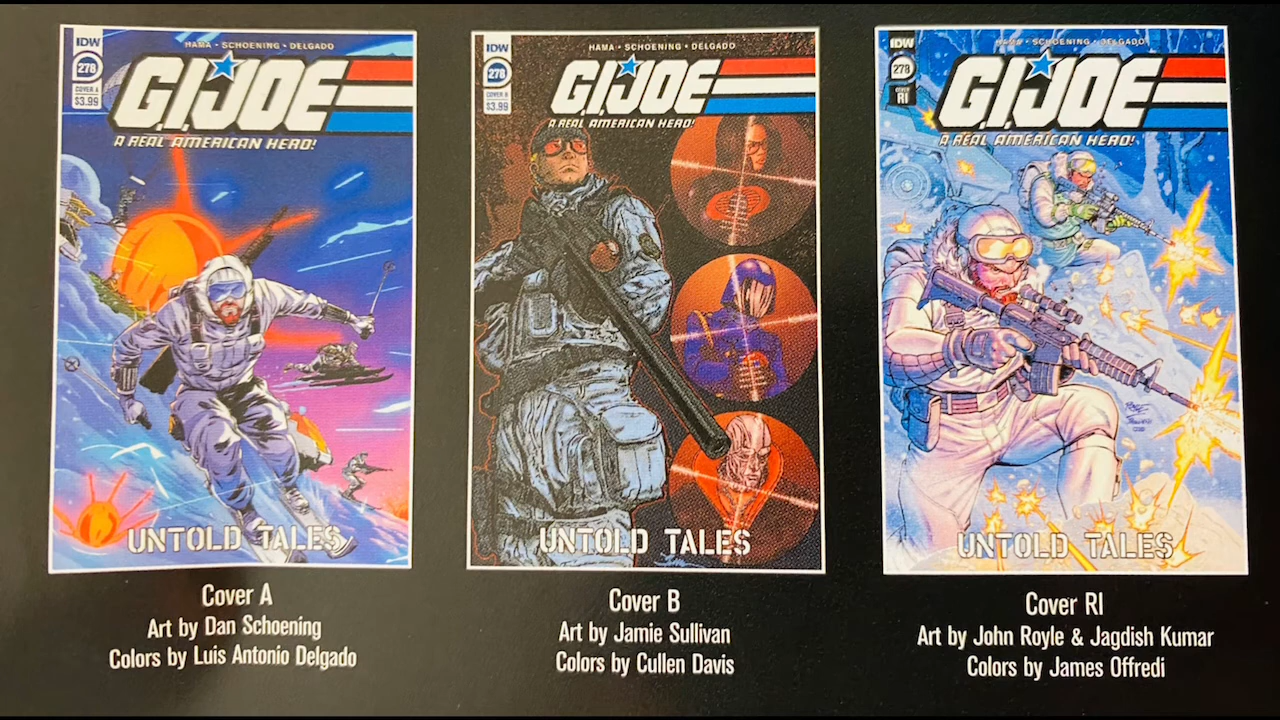 IDW
278
COVER A
$3.99
HAMA • SCHOENING • DELGADO
G.I. JOE
A REAL AMERICAN HERO!
UNTOLD TALES
Cover A
Art by Dan Schoening
Colors by Luis Antonio Delgado
IDW
278
COVER B
$3.99
HAMA • SCHOENING • DELGADO
G.I. JOE
A REAL AMERICAN HERO!
UNTOLD TALES
Cover B
Art by Jamie Sullivan
Colors by Cullen Davis
IDW
278
COVER
RI
HAMA • SCHOENING • DELGADO
G.I. JOE
A REAL AMERICAN HERO!
UNTOLD TALES
Cover RI
Art by John Royle & Jagdish Kumar
Colors by James Offredi